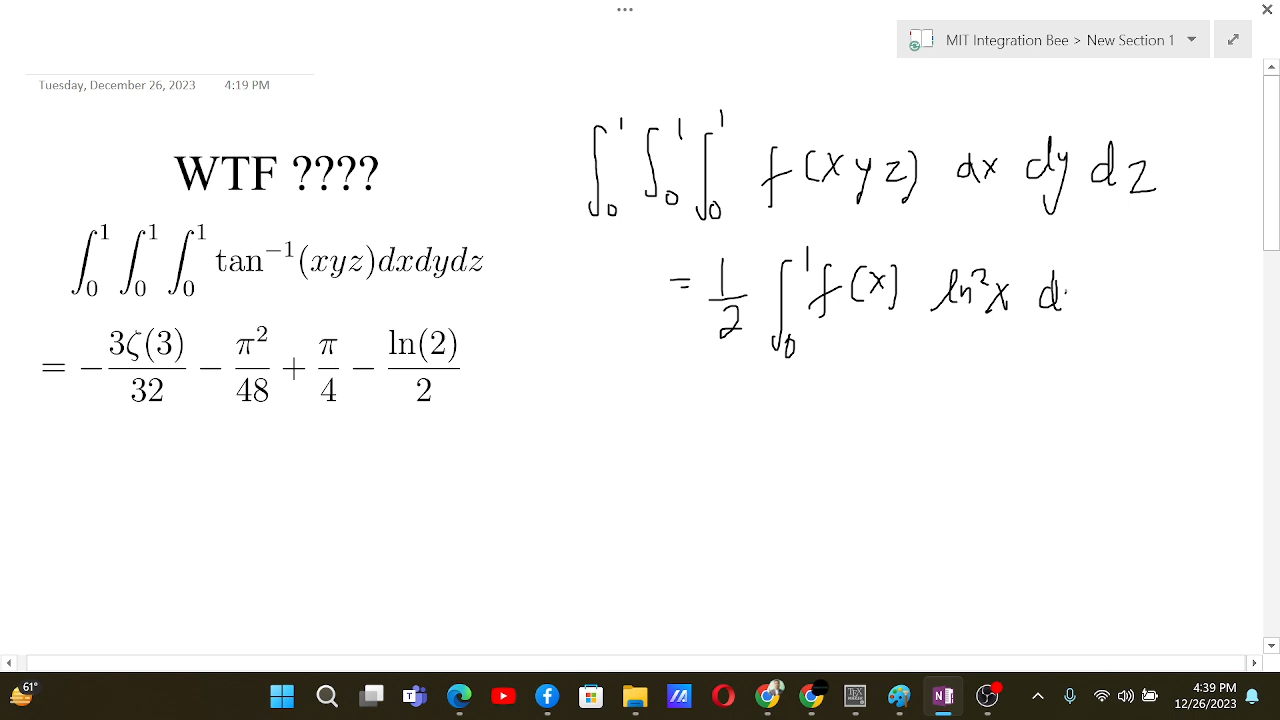 MIT Integration Bee > New Section 1
Tuesday, December 26, 2023 4:19 PM
WTF ????
∫₀¹ ∫₀¹ ∫₀¹ tan⁻¹(xyz)dxdydz
= − 3ζ(3)/32 − π²/48 + π/4 − ln(2)/2
∫₀¹ ∫₀¹ ∫₀¹ f(xyz) dx dy dz
= 1/2 ∫₀¹ f(x) ln²x d
61°
4:39 PM
12/26/2023